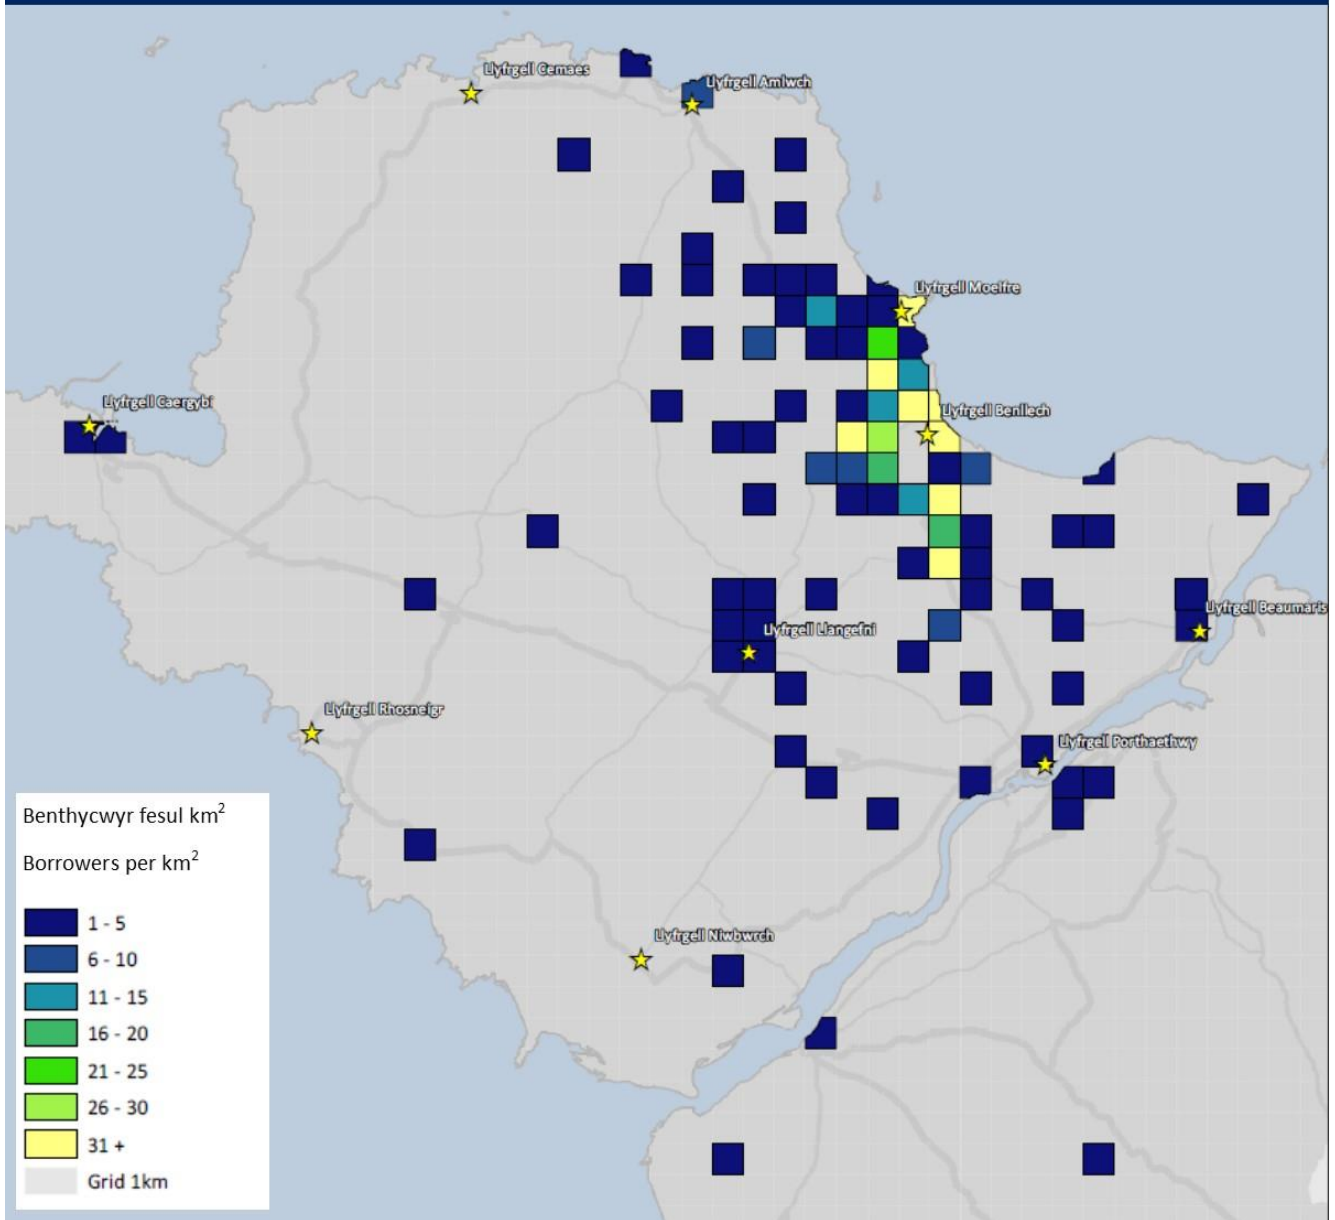 Llyfrgell Cemaes
Llyfrgell Amlwch
Llyfrgell Moelfre
Llyfrgell Caergybi
Llyfrgell Benllech
Llyfrgell Beaumaris
Llyfrgell Llangefni
Llyfrgell Rhosneigr
Llyfrgell Porthaethwy
Llyfrgell Niwbwrch
Benthycwyr fesul km²
Borrowers per km²
1 - 5
6 - 10
11 - 15
16 - 20
21 - 25
26 - 30
31 +
Grid 1km